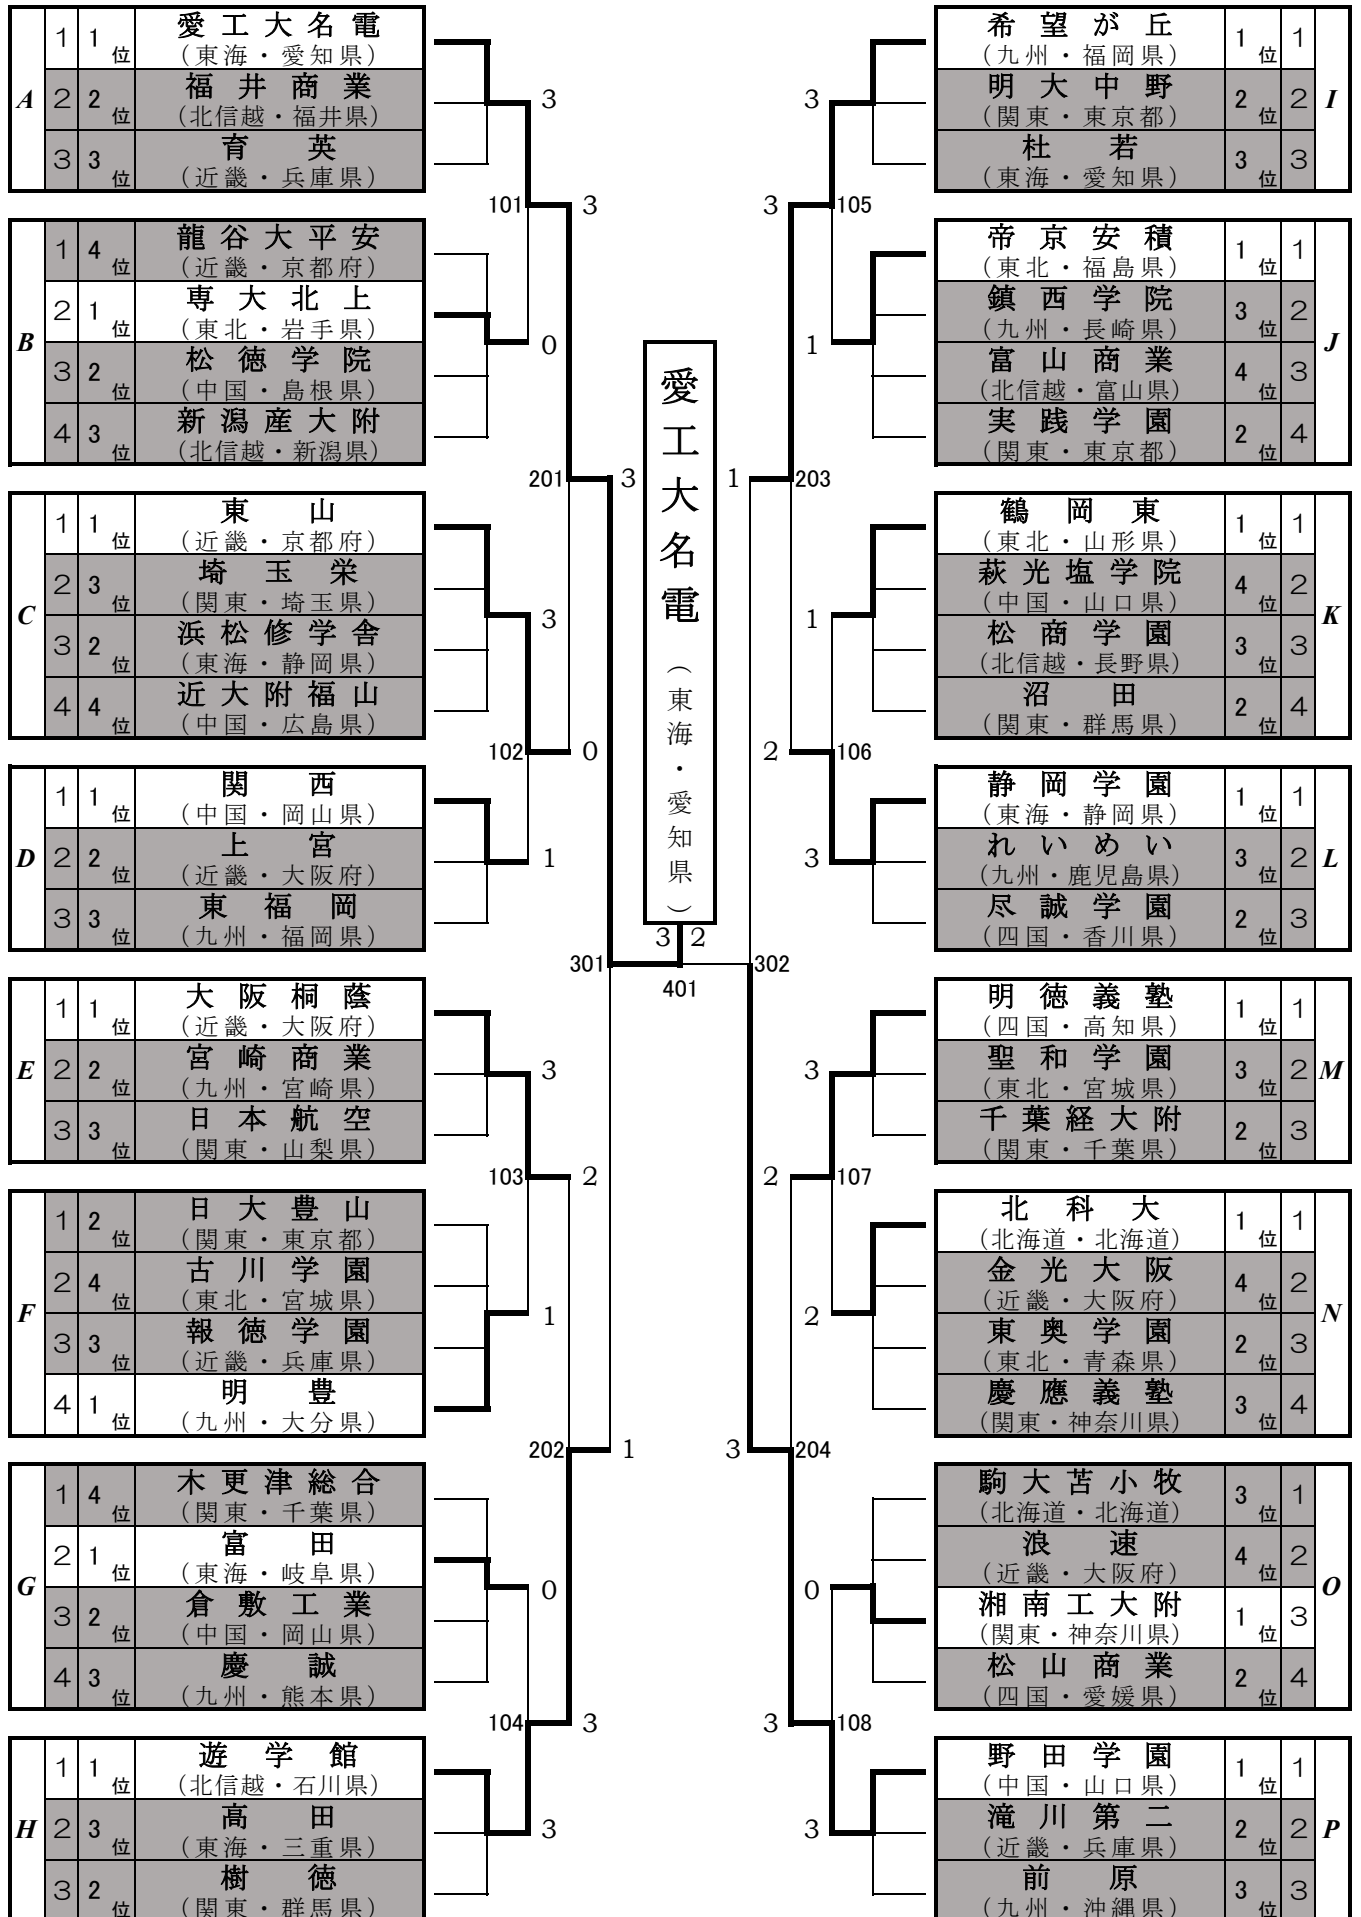 A
1 1位 愛工大名電
（東海・愛知県）
2 2位 福井商業
（北信越・福井県）
3 3位 育英
（近畿・兵庫県）
B
1 4位 龍谷大平安
（近畿・京都府）
2 1位 専大北上
（東北・岩手県）
3 2位 松徳学院
（中国・島根県）
4 3位 新潟産大附
（北信越・新潟県）
C
1 1位 東山
（近畿・京都府）
2 3位 埼玉栄
（関東・埼玉県）
3 2位 浜松修学舎
（東海・静岡県）
4 4位 近大附福山
（中国・広島県）
D
1 1位 関西
（中国・岡山県）
2 2位 上宮
（近畿・大阪府）
3 3位 東福岡
（九州・福岡県）
E
1 1位 大阪桐蔭
（近畿・大阪府）
2 2位 宮崎商業
（九州・宮崎県）
3 3位 日本航空
（関東・山梨県）
F
1 2位 日大豊山
（関東・東京都）
2 4位 古川学園
（東北・宮城県）
3 3位 報徳学園
（近畿・兵庫県）
4 1位 明豊
（九州・大分県）
G
1 4位 木更津総合
（関東・千葉県）
2 1位 富田
（東海・岐阜県）
3 2位 倉敷工業
（中国・岡山県）
4 3位 慶誠
（九州・熊本県）
H
1 1位 遊学館
（北信越・石川県）
2 3位 高田
（東海・三重県）
3 2位 樹徳
（関東・群馬県）
3
101 3
0
201 3
3
102 0
1
301
3
103 2
1
202 1
0
104 3
3
愛工大名電（東海・愛知県）
3 2
401
3
3 105
1
1 203
1
2 106
3
302
3
2 107
2
3 204
0
3 108
3
希望が丘 1位 1
（九州・福岡県）
明大中野 2位 2
（関東・東京都）
杜若 3位 3
（東海・愛知県）
I
帝京安積 1位 1
（東北・福島県）
鎮西学院 3位 2
（九州・長崎県）
富山商業 4位 3
（北信越・富山県）
実践学園 2位 4
（関東・東京都）
J
鶴岡東 1位 1
（東北・山形県）
萩光塩学院 4位 2
（中国・山口県）
松商学園 3位 3
（北信越・長野県）
沼田 2位 4
（関東・群馬県）
K
静岡学園 1位 1
（東海・静岡県）
れいめい 3位 2
（九州・鹿児島県）
尽誠学園 2位 3
（四国・香川県）
L
明徳義塾 1位 1
（四国・高知県）
聖和学園 3位 2
（東北・宮城県）
千葉経大附 2位 3
（関東・千葉県）
M
北科大 1位 1
（北海道・北海道）
金光大阪 4位 2
（近畿・大阪府）
東奥学園 2位 3
（東北・青森県）
慶應義塾 3位 4
（関東・神奈川県）
N
駒大苫小牧 3位 1
（北海道・北海道）
浪速 4位 2
（近畿・大阪府）
湘南工大附 1位 3
（関東・神奈川県）
松山商業 2位 4
（四国・愛媛県）
O
野田学園 1位 1
（中国・山口県）
滝川第二 2位 2
（近畿・兵庫県）
前原 3位 3
（九州・沖縄県）
P